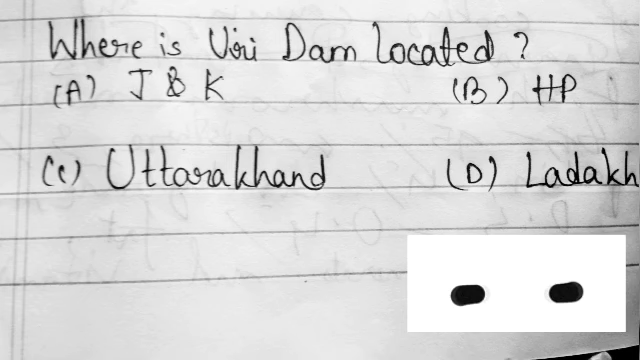 Where is Uri Dam located ?
(A) J & K (B) HP
(C) Uttarakhand (D) Ladakh